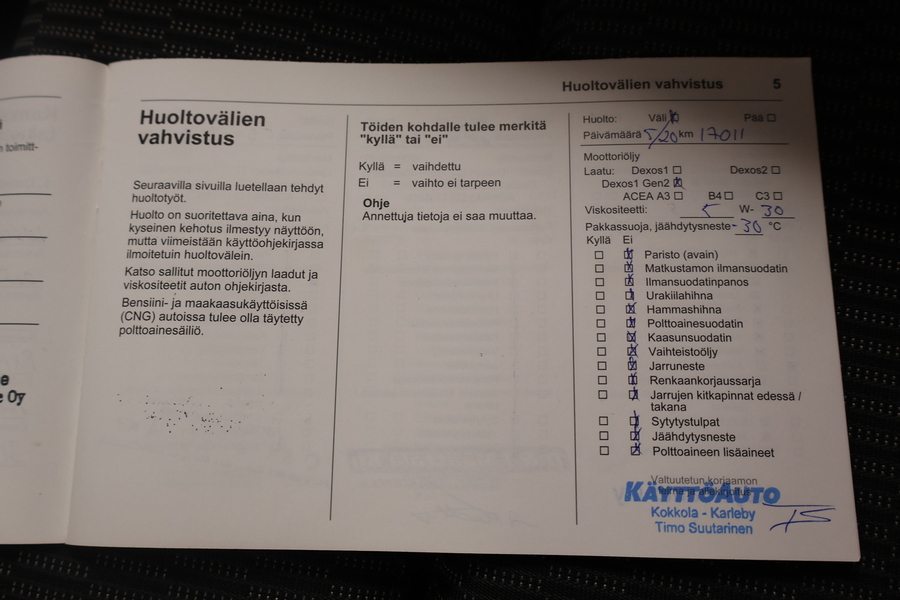 toimitt-
e
e Oy
Huoltovälien vahvistus 5
Huoltovälien
vahvistus
Seuraavilla sivuilla luetellaan tehdyt
huoltotyöt.
Huolto on suoritettava aina, kun
kyseinen kehotus ilmestyy näyttöön,
mutta viimeistään käyttöohjekirjassa
ilmoitetuin huoltovälein.
Katso sallitut moottoriöljyn laadut ja
viskositeetit auton ohjekirjasta.
Bensiini- ja maakaasukäyttöisissä
(CNG) autoissa tulee olla täytetty
polttoainesäiliö.
Töiden kohdalle tulee merkitä
"kyllä" tai "ei"
Kyllä = vaihdettu
Ei = vaihto ei tarpeen
Ohje
Annettuja tietoja ei saa muuttaa.
Huolto: Väli Pää
Päivämäärä 5/20 km 17011
Moottoriöljy
Laatu: Dexos1 Dexos2
Dexos1 Gen2
ACEA A3 B4 C3
Viskositeetti: 5 W- 30
Pakkassuoja, jäähdytysneste- 30 °C
Kyllä Ei
Paristo (avain)
Matkustamon ilmansuodatin
Ilmansuodatinpanos
Urakiilahihna
Hammashihna
Polttoainesuodatin
Kaasunsuodatin
Vaihteistoöljy
Jarruneste
Renkaankorjaussarja
Jarrujen kitkapinnat edessä /
takana
Sytytystulpat
Jäähdytysneste
Polttoaineen lisäaineet
Valtuutetun korjaamon
KÄYTTÖAUTO
Kokkola - Karleby
Timo Suutarinen